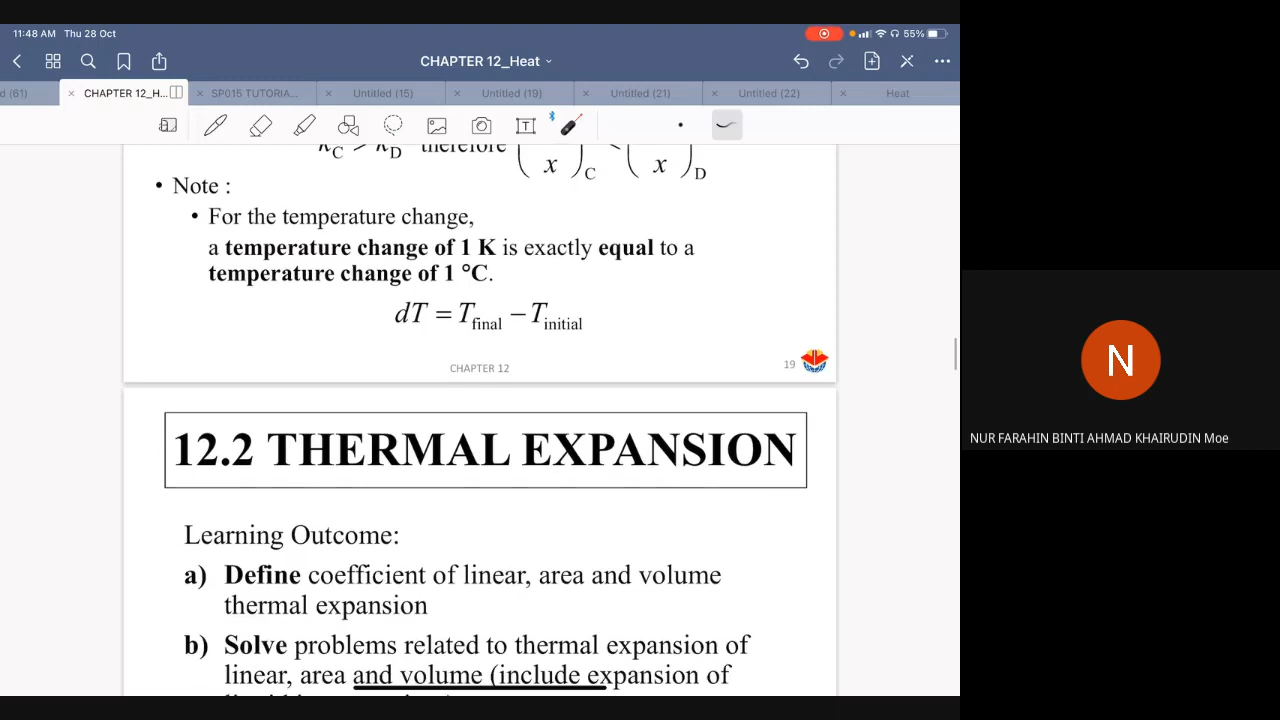 11:48 AM Thu 28 Oct
55%
CHAPTER 12_Heat
d (61)
CHAPTER 12_H...
SP015 TUTORIA...
Untitled (15)
Untitled (19)
Untitled (21)
Untitled (22)
Heat
therefore ( x )C ( x )D
• Note :
• For the temperature change,
a temperature change of 1 K is exactly equal to a
temperature change of 1 °C.
dT = Tfinal − Tinitial
CHAPTER 12
19
12.2 THERMAL EXPANSION
Learning Outcome:
a) Define coefficient of linear, area and volume
thermal expansion
b) Solve problems related to thermal expansion of
linear, area and volume (include expansion of
N
NUR FARAHIN BINTI AHMAD KHAIRUDIN Moe